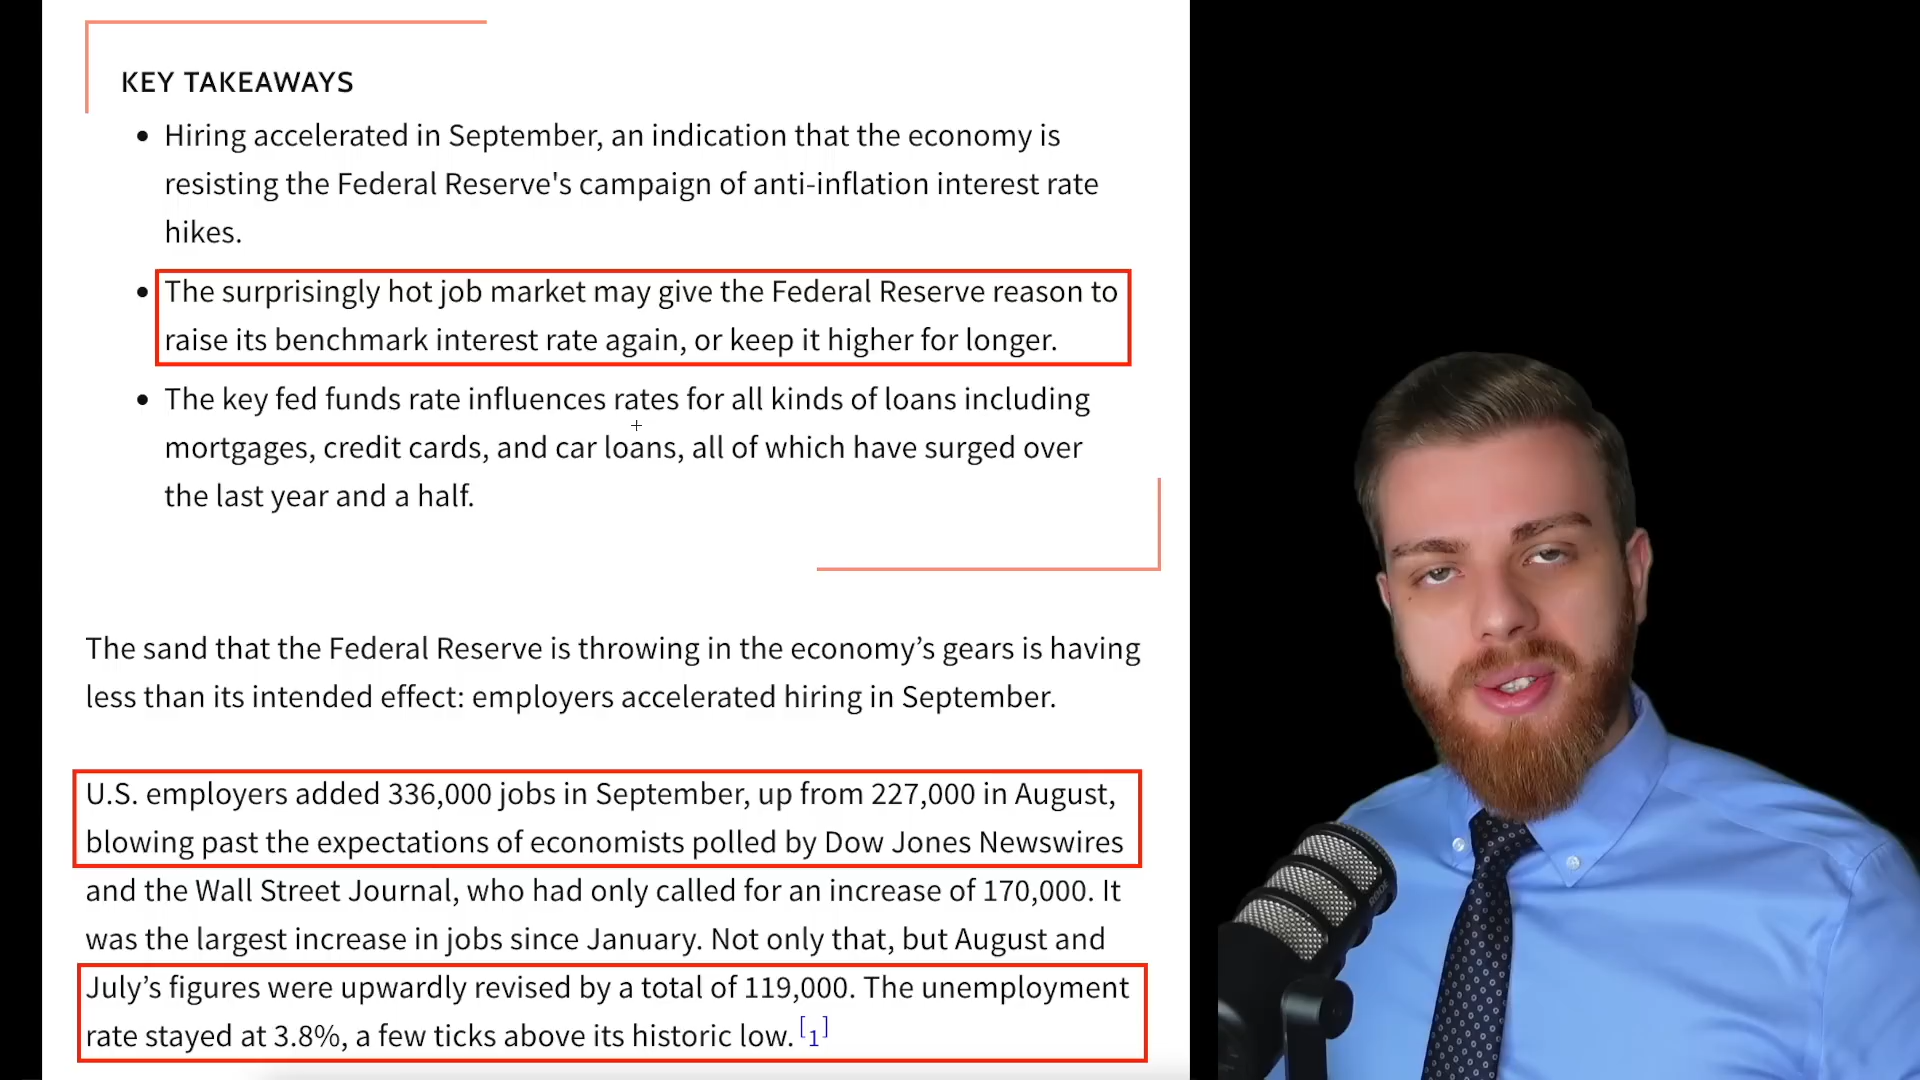 KEY TAKEAWAYS
• Hiring accelerated in September, an indication that the economy is
resisting the Federal Reserve's campaign of anti-inflation interest rate
hikes.
• The surprisingly hot job market may give the Federal Reserve reason to
raise its benchmark interest rate again, or keep it higher for longer.
• The key fed funds rate influences rates for all kinds of loans including
mortgages, credit cards, and car loans, all of which have surged over
the last year and a half.
The sand that the Federal Reserve is throwing in the economy’s gears is having
less than its intended effect: employers accelerated hiring in September.
U.S. employers added 336,000 jobs in September, up from 227,000 in August,
blowing past the expectations of economists polled by Dow Jones Newswires
and the Wall Street Journal, who had only called for an increase of 170,000. It
was the largest increase in jobs since January. Not only that, but August and
July’s figures were upwardly revised by a total of 119,000. The unemployment
rate stayed at 3.8%, a few ticks above its historic low. [1]
RODE